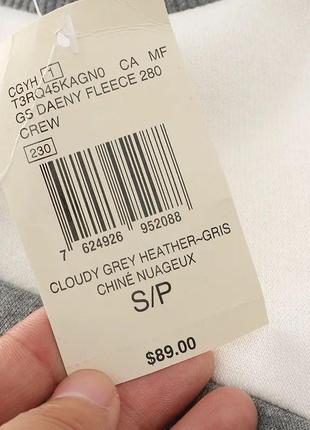 CGYH 1
T3RQ45KAGN0 CA MF
GS DAENY FLEECE 280
CREW
230
7 624926 952088
CLOUDY GREY HEATHER~GRIS
CHINÉ NUAGEUX
S/P
$89.00